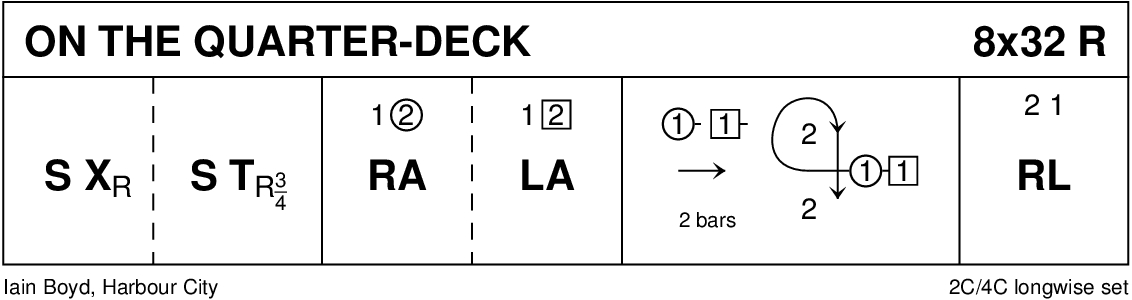 ON THE QUARTER-DECK 8x32 R
1 2 1 2 1 1 2 2 1
S XR S TR3/4 RA LA 1 1 RL
2 bars 2
Iain Boyd, Harbour City 2C/4C longwise set